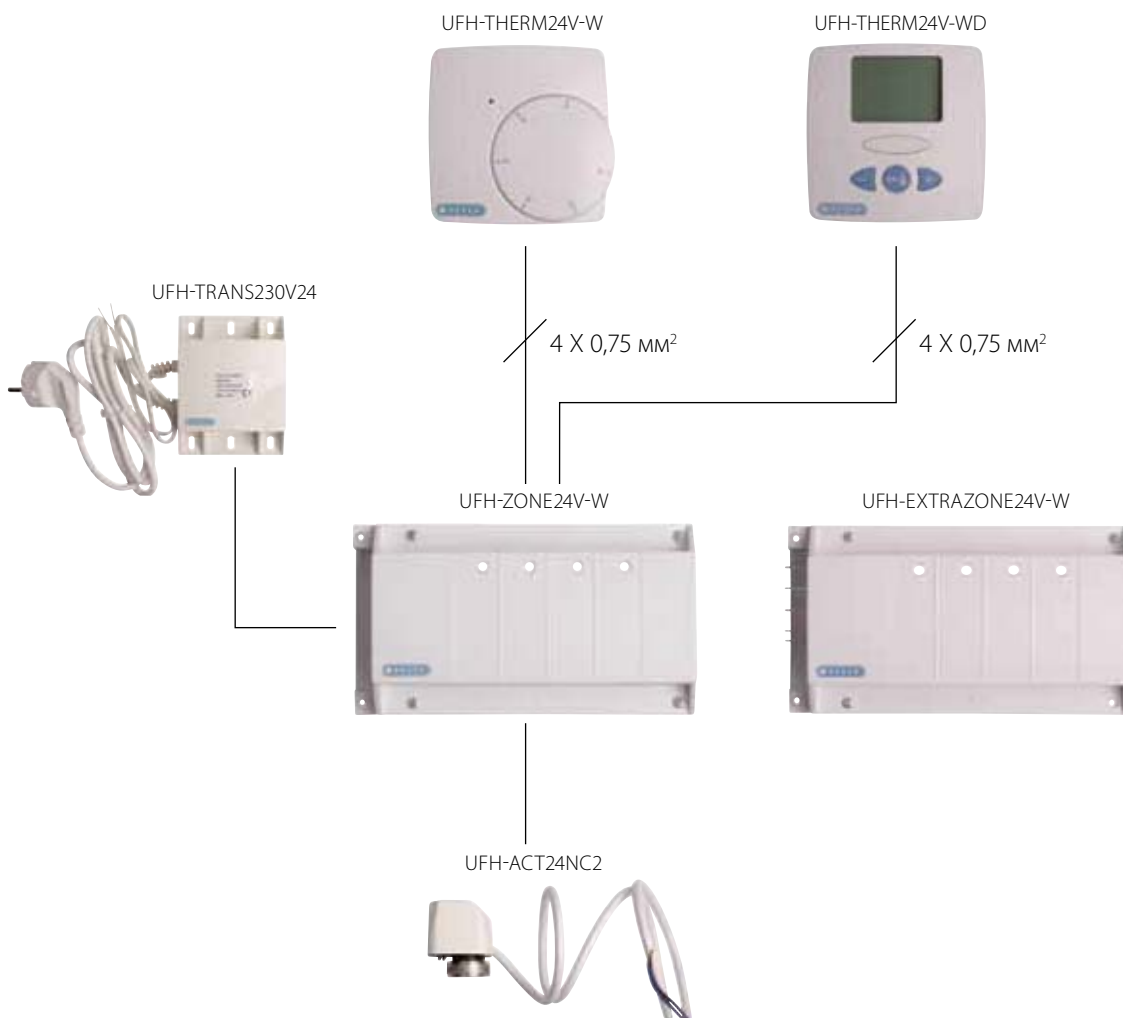 UFH-THERM24V-W
UFH-THERM24V-WD
UFH-TRANS230V24
4 X 0,75 мм²
4 X 0,75 мм²
UFH-ZONE24V-W
UFH-EXTRAZONE24V-W
UFH-ACT24NC2